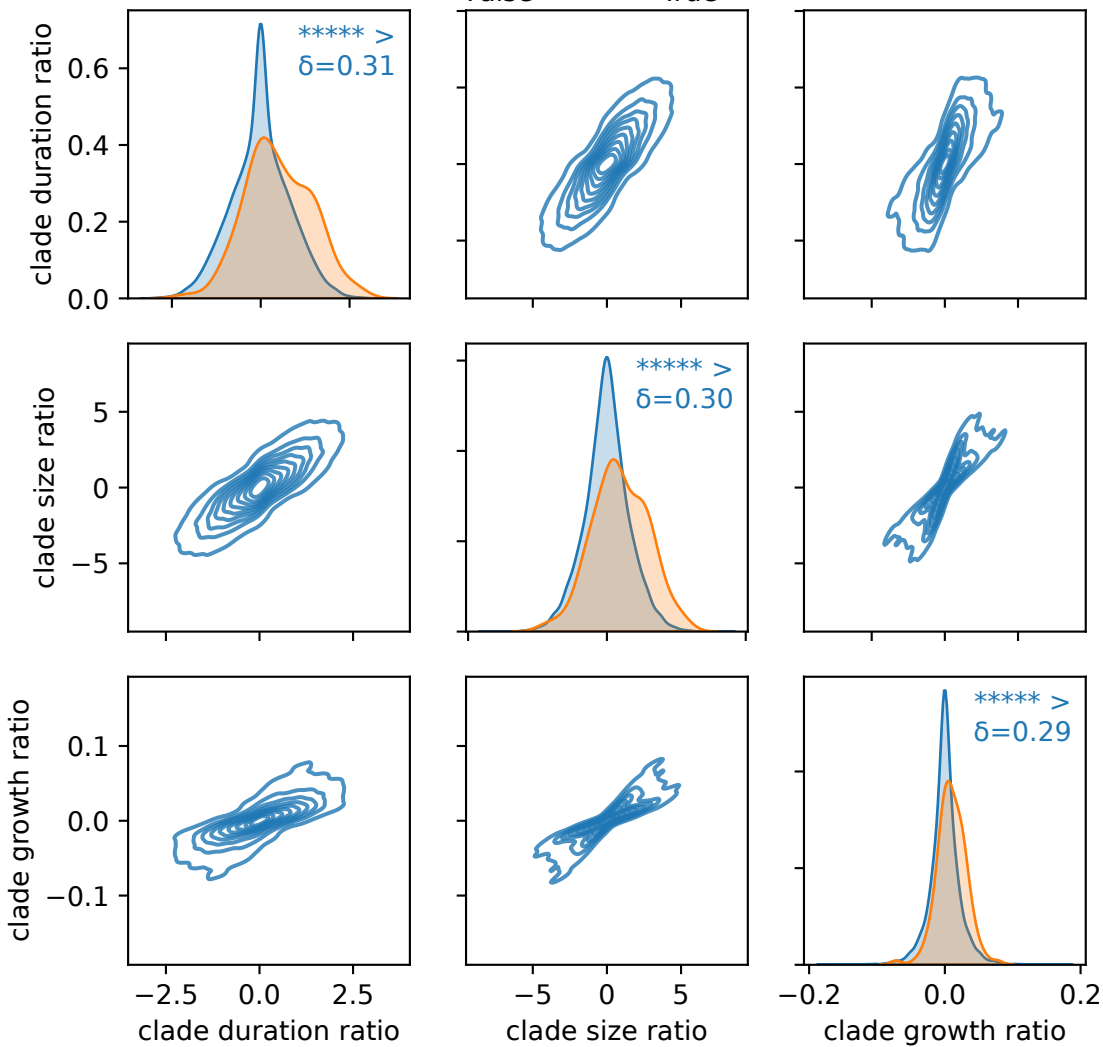 ***** >
δ=0.31
clade duration ratio
0.6
0.4
0.2
0.0
***** >
δ=0.30
clade size ratio
5
0
−5
***** >
δ=0.29
clade growth ratio
0.1
0.0
−0.1
−2.5 0.0 2.5 −5 0 5 −0.2 0.0 0.2
clade duration ratio clade size ratio clade growth ratio